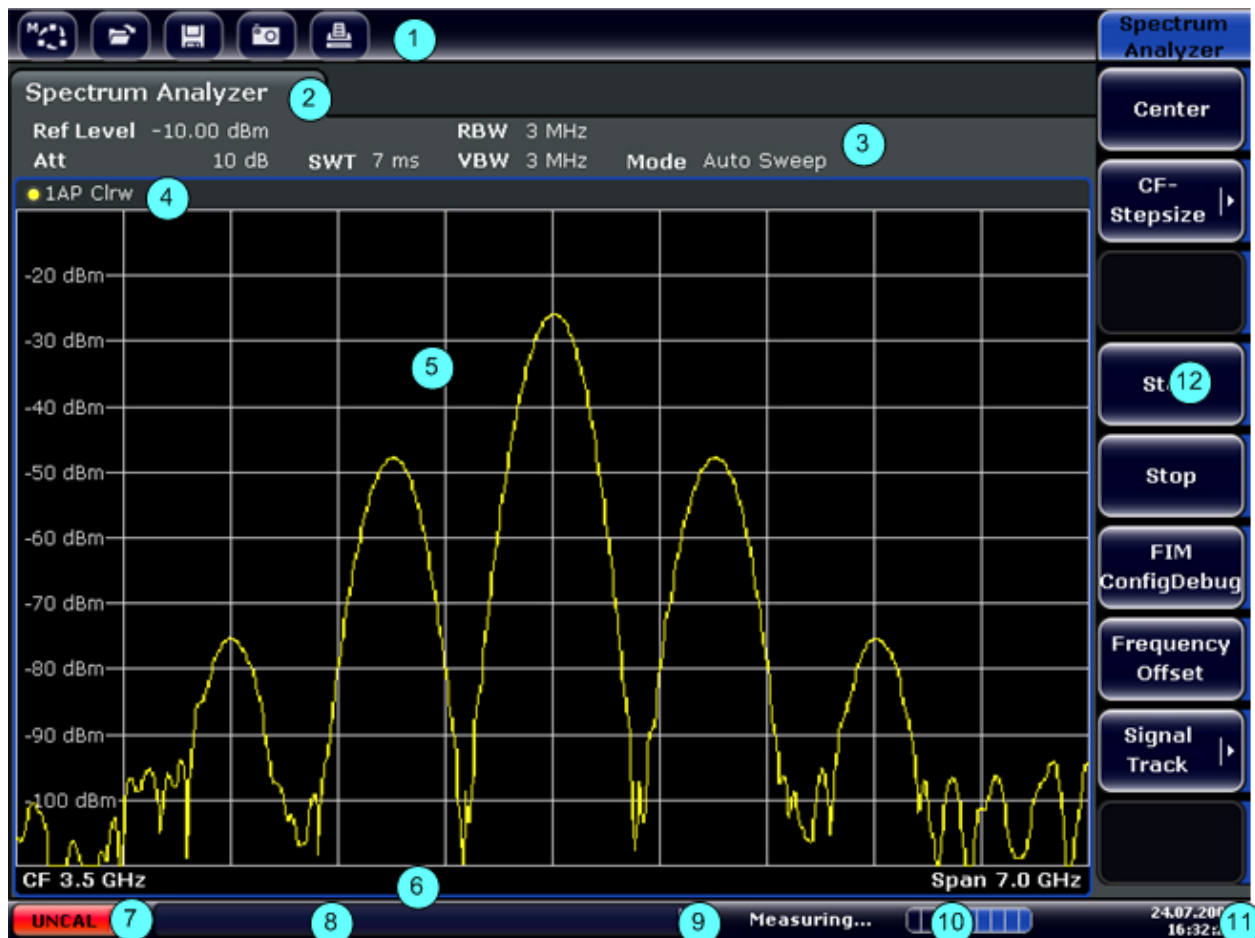 M
1
Spectrum
Analyzer
Spectrum Analyzer
2
Ref Level -10.00 dBm
RBW 3 MHz
3
Att 10 dB
SWT 7 ms
VBW 3 MHz
Mode Auto Sweep
1AP Clrw
4
-20 dBm
-30 dBm
5
-40 dBm
-50 dBm
-60 dBm
-70 dBm
-80 dBm
-90 dBm
-100 dBm
CF 3.5 GHz
6
Span 7.0 GHz
Center
CF-
Stepsize
12
Stop
FIM
ConfigDebug
Frequency
Offset
Signal
Track
UNCAL
7
8
9
Measuring...
10
11